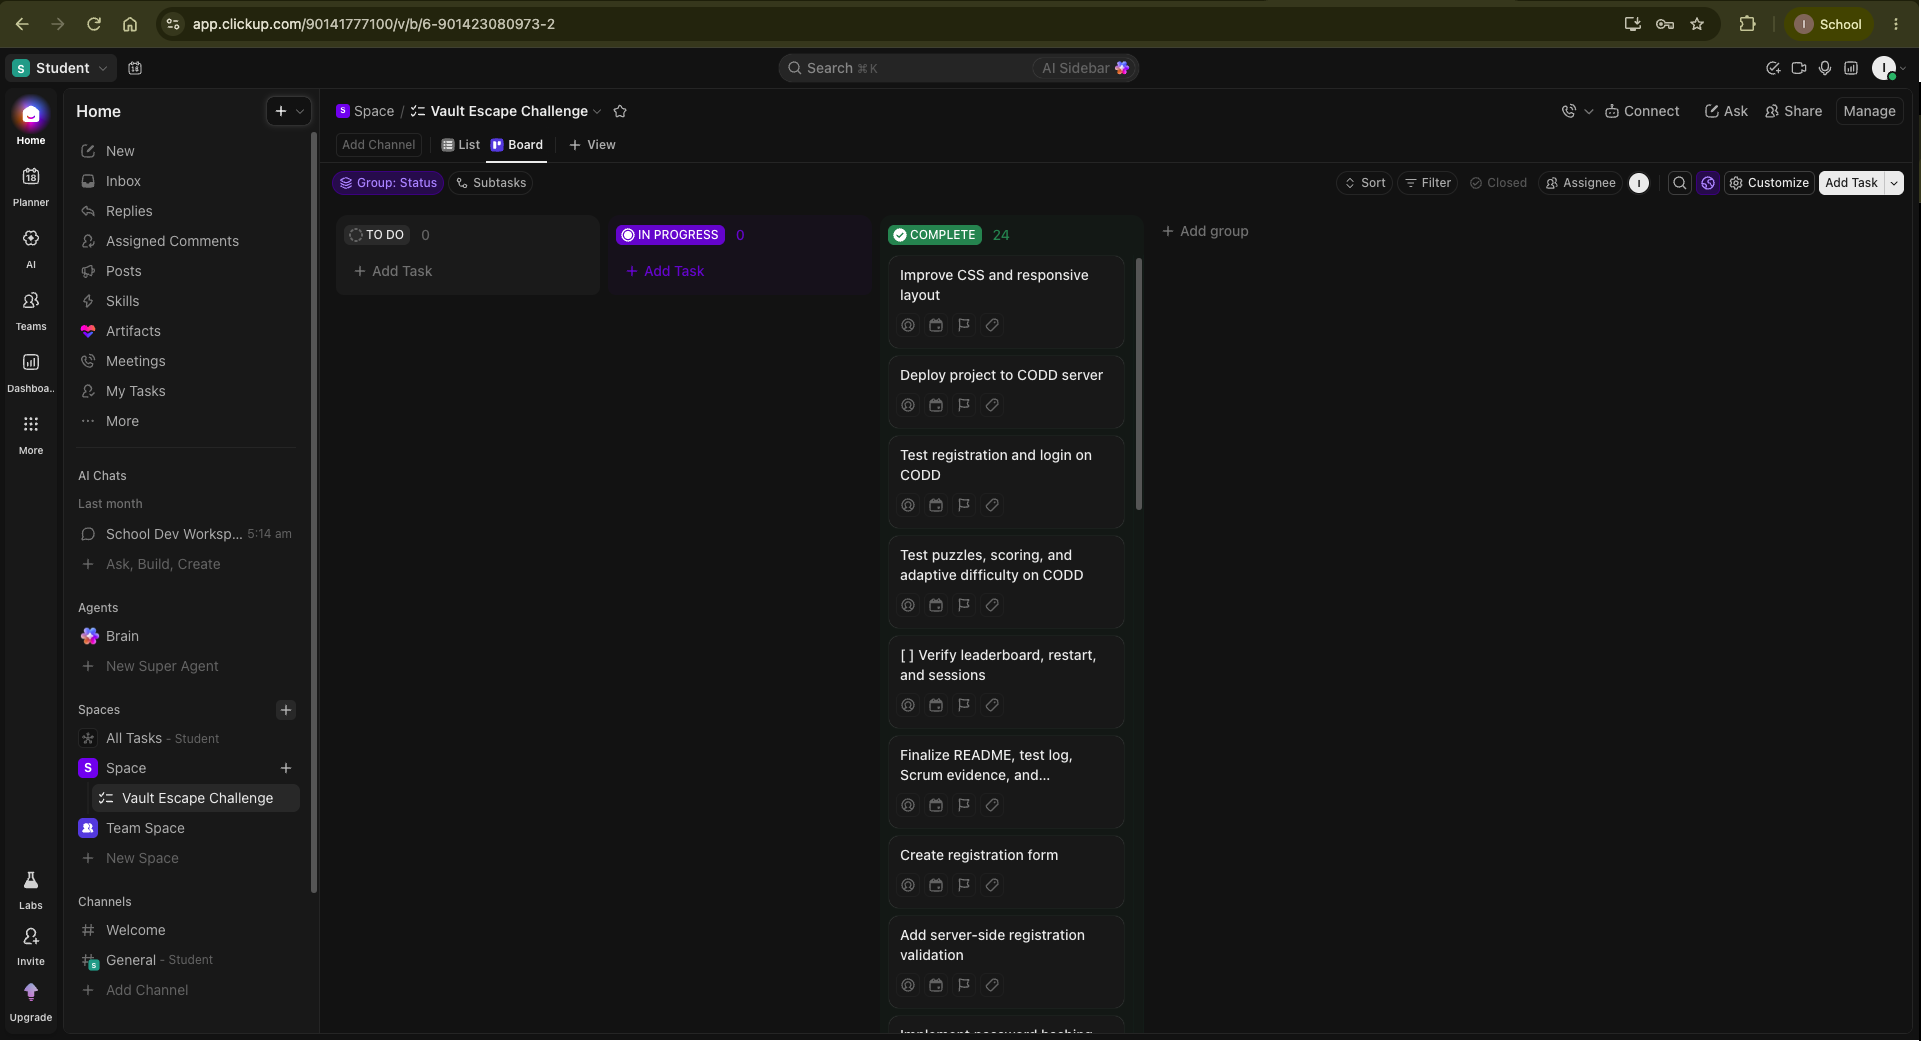 app.clickup.com/90141777100/v/b/6-901423080973-2
I School
S Student
Search ⌘K
AI Sidebar
I
Home
Planner
AI
Teams
Dashboa..
More
Labs
Invite
Upgrade
Home
New
Inbox
Replies
Assigned Comments
Posts
Skills
Artifacts
Meetings
My Tasks
More
AI Chats
Last month
School Dev Worksp... 5:14 am
Ask, Build, Create
Agents
Brain
New Super Agent
Spaces
All Tasks - Student
S Space
Vault Escape Challenge
Team Space
New Space
Channels
Welcome
General - Student
Add Channel
S Space / Vault Escape Challenge
Connect
Ask
Share
Manage
Add Channel
List
Board
View
Group: Status
Subtasks
Sort
Filter
Closed
Assignee
I
Customize
Add Task
TO DO 0
Add Task
IN PROGRESS 0
Add Task
COMPLETE 24
Improve CSS and responsive
layout
Deploy project to CODD server
Test registration and login on
CODD
Test puzzles, scoring, and
adaptive difficulty on CODD
[ ] Verify leaderboard, restart,
and sessions
Finalize README, test log,
Scrum evidence, and...
Create registration form
Add server-side registration
validation
Implement password hashing
Add group